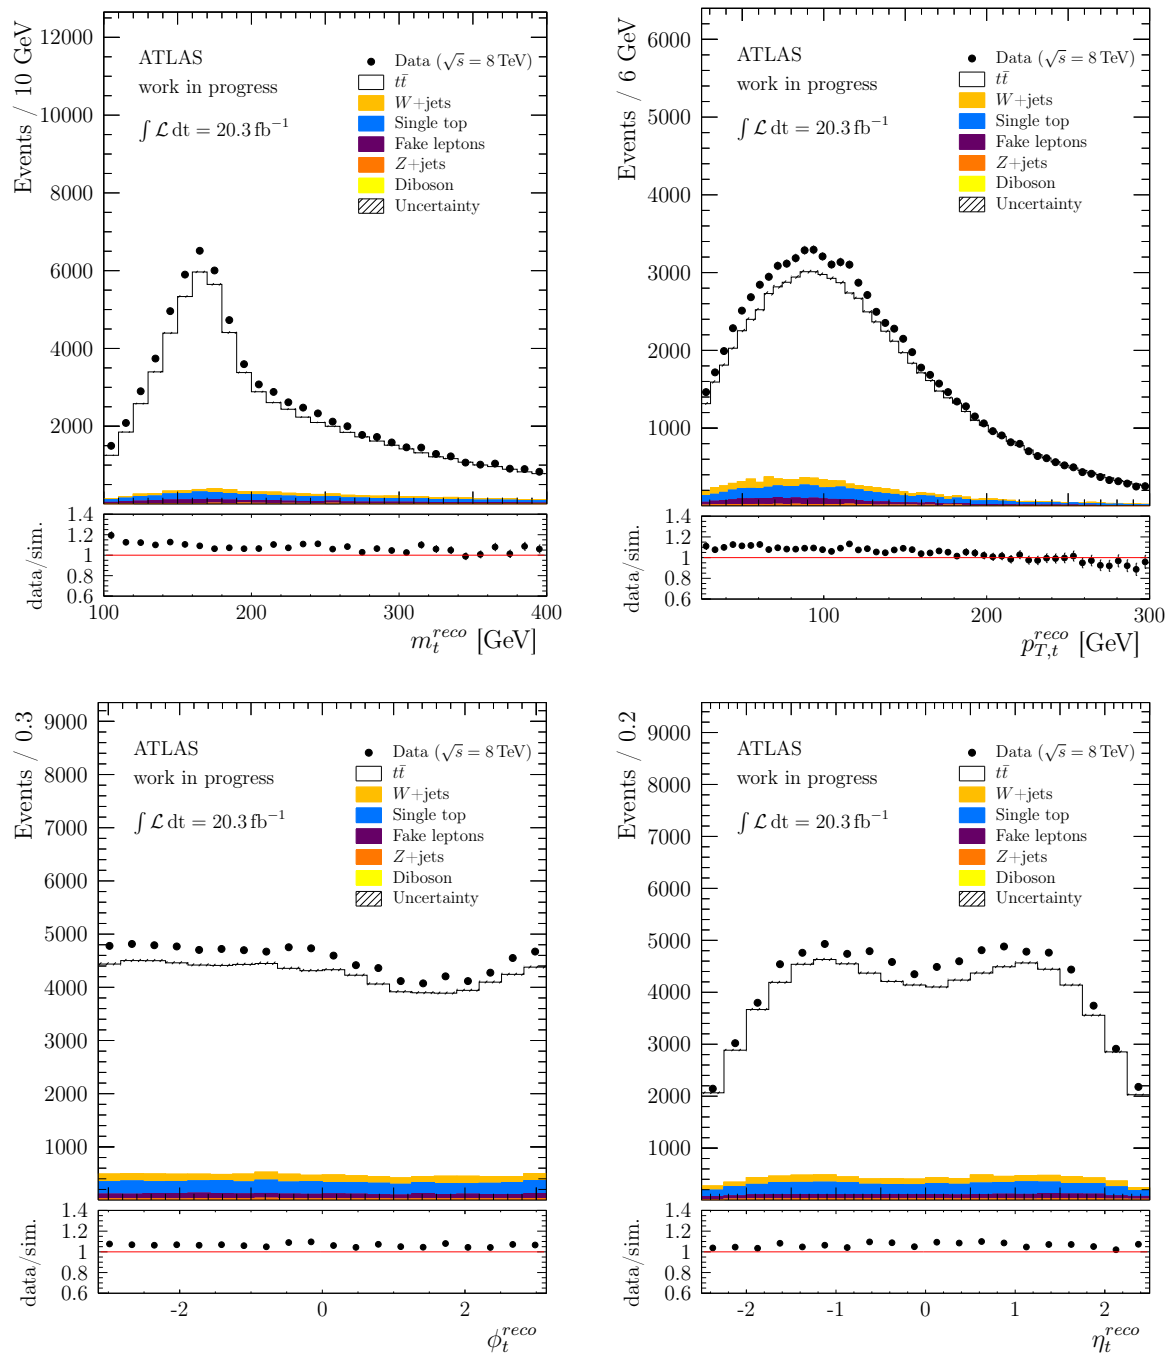 Events / 10 GeV
12000
10000
8000
6000
4000
2000
ATLAS
work in progress
∫ ℒ dt = 20.3 fb⁻¹
Data (√s = 8 TeV)
tt̄
W+jets
Single top
Fake leptons
Z+jets
Diboson
Uncertainty
data/sim.
1.4
1.2
1
0.8
0.6
100 200 300 400
m_t^{reco} [GeV]
Events / 6 GeV
6000
5000
4000
3000
2000
1000
ATLAS
work in progress
∫ ℒ dt = 20.3 fb⁻¹
Data (√s = 8 TeV)
tt̄
W+jets
Single top
Fake leptons
Z+jets
Diboson
Uncertainty
data/sim.
1.4
1.2
1
0.8
0.6
100 200 300
p_{T,t}^{reco} [GeV]
Events / 0.3
9000
8000
7000
6000
5000
4000
3000
2000
1000
ATLAS
work in progress
∫ ℒ dt = 20.3 fb⁻¹
Data (√s = 8 TeV)
tt̄
W+jets
Single top
Fake leptons
Z+jets
Diboson
Uncertainty
data/sim.
1.4
1.2
1
0.8
0.6
-2 0 2
ϕ_t^{reco}
Events / 0.2
9000
8000
7000
6000
5000
4000
3000
2000
1000
ATLAS
work in progress
∫ ℒ dt = 20.3 fb⁻¹
Data (√s = 8 TeV)
tt̄
W+jets
Single top
Fake leptons
Z+jets
Diboson
Uncertainty
data/sim.
1.4
1.2
1
0.8
0.6
-2 -1 0 1 2
η_t^{reco}